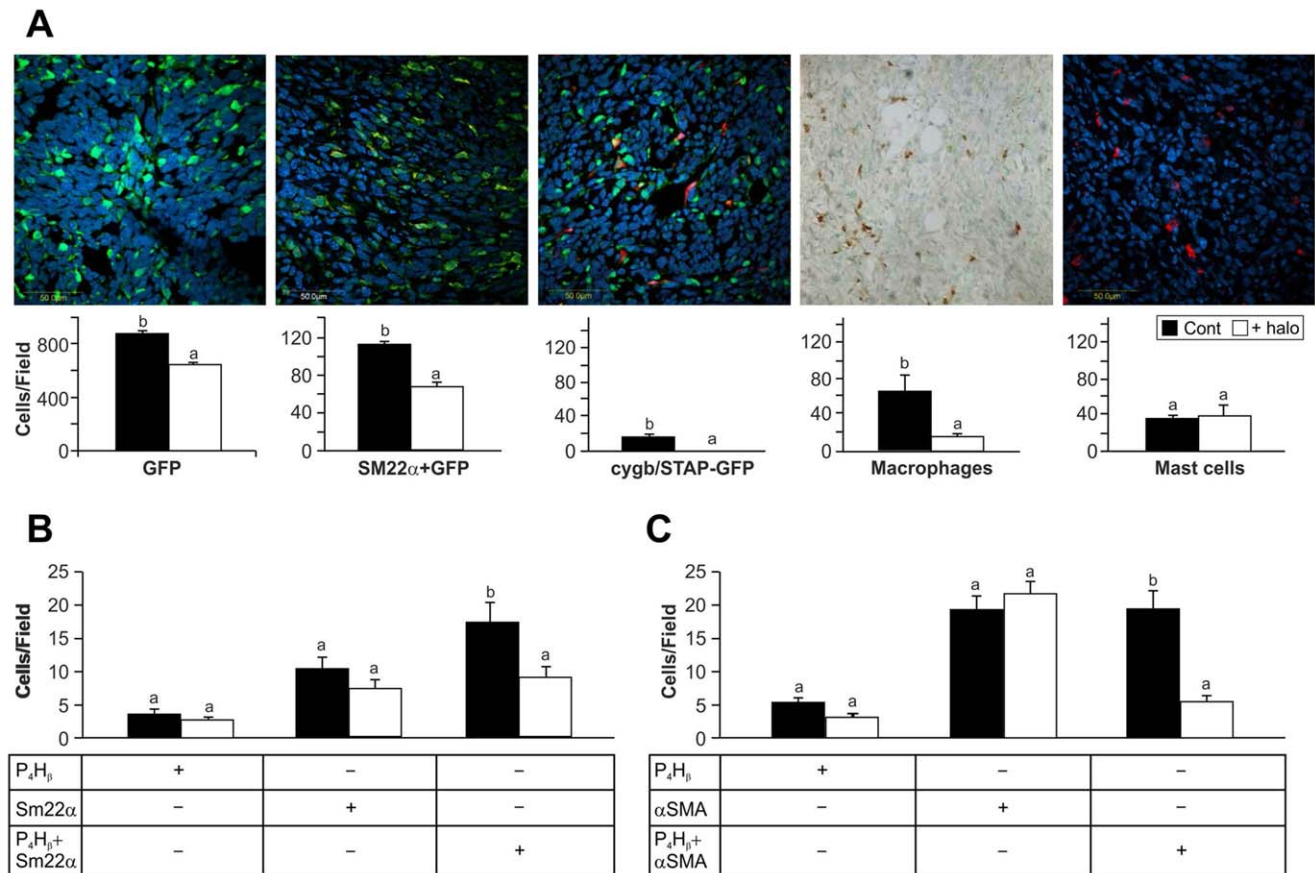 A
50.0μm
50.0μm
50.0μm
50.0μm
Cells/Field
800
400
0
b
a
GFP
120
80
40
0
b
a
SM22α+GFP
120
80
40
0
b
a
cygb/STAP-GFP
120
80
40
0
b
a
Macrophages
Cont + halo
120
80
40
0
a
a
Mast cells
B
Cells/Field
25
20
15
10
5
0
a
a
a
a
b
a
P₄Hᵦ + – –
Sm22α – + –
P₄Hᵦ+
Sm22α – – +
C
Cells/Field
25
20
15
10
5
0
a
a
a
a
b
a
P₄Hᵦ + – –
αSMA – + –
P₄Hᵦ+
αSMA – – +